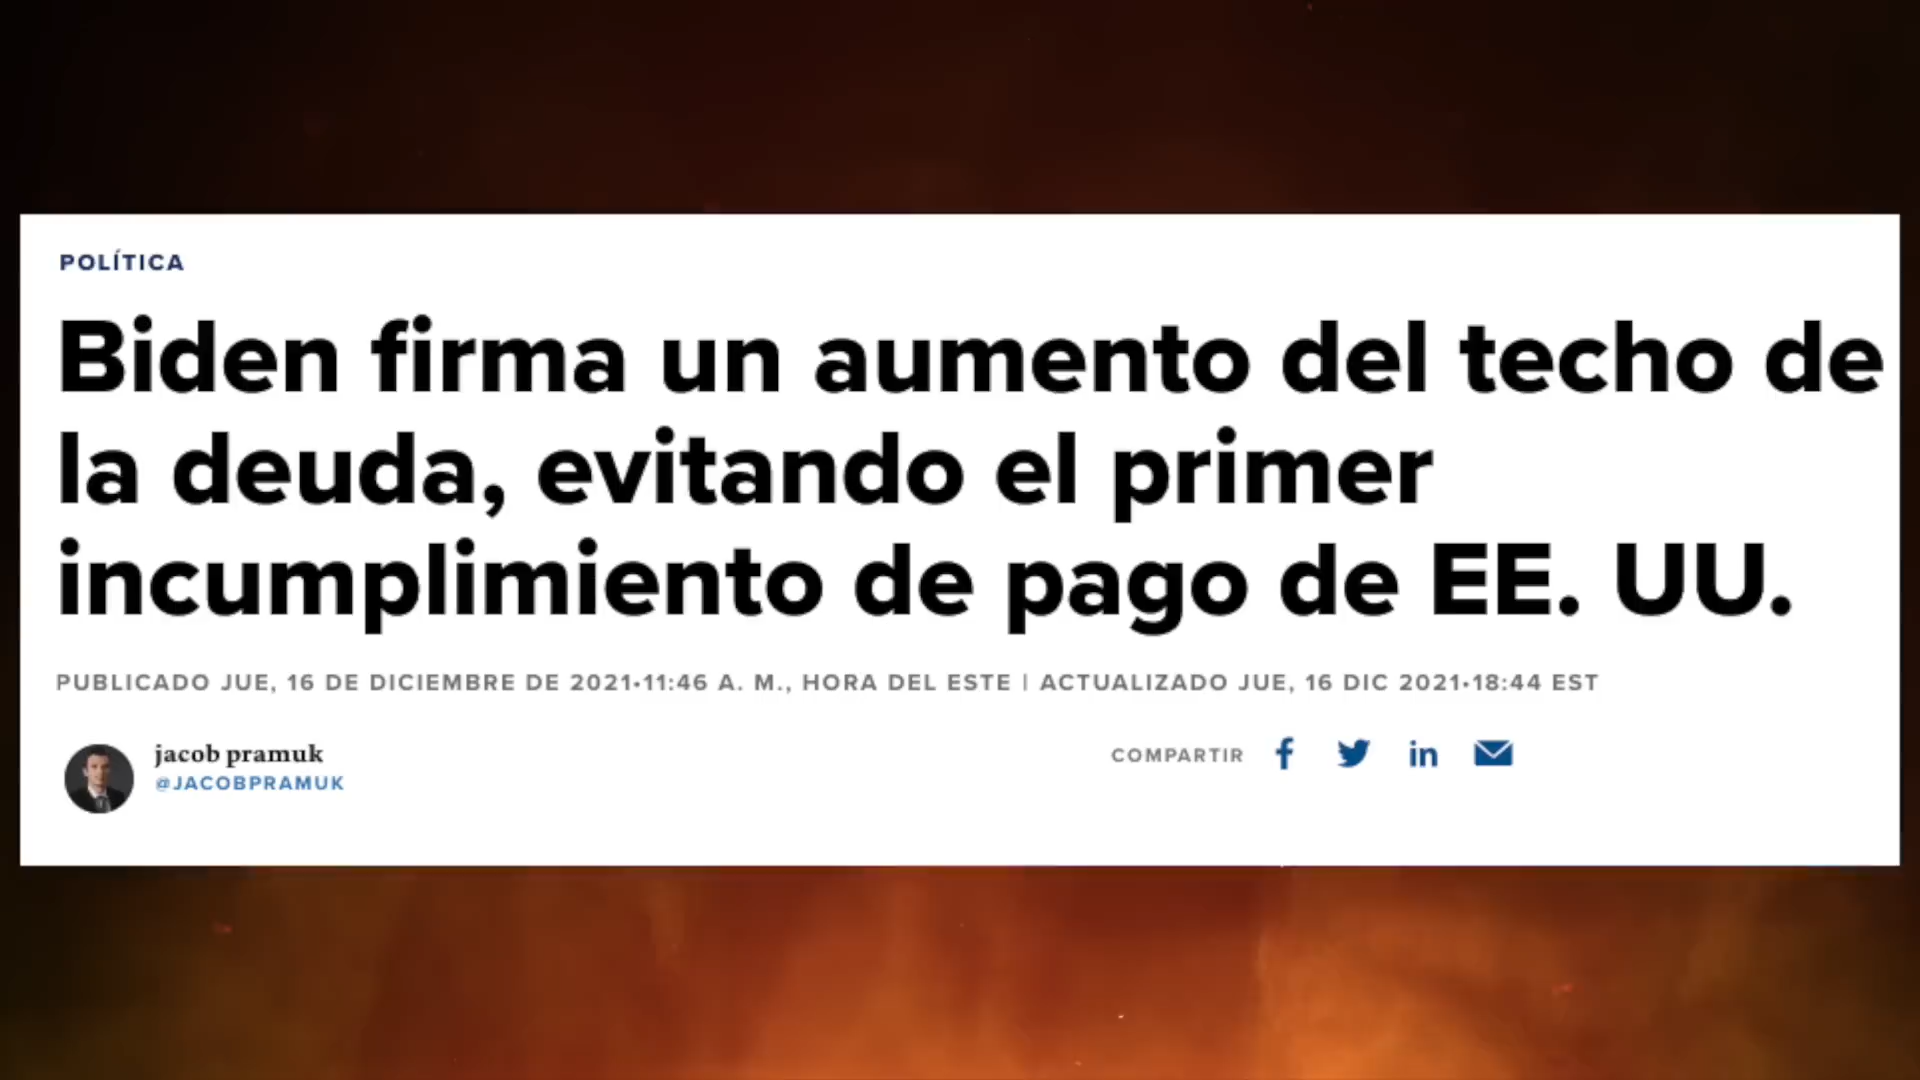 POLÍTICA
Biden firma un aumento del techo de
la deuda, evitando el primer
incumplimiento de pago de EE. UU.
PUBLICADO JUE, 16 DE DICIEMBRE DE 2021•11:46 A. M., HORA DEL ESTE | ACTUALIZADO JUE, 16 DIC 2021•18:44 EST
jacob pramuk
@JACOBPRAMUK
COMPARTIR